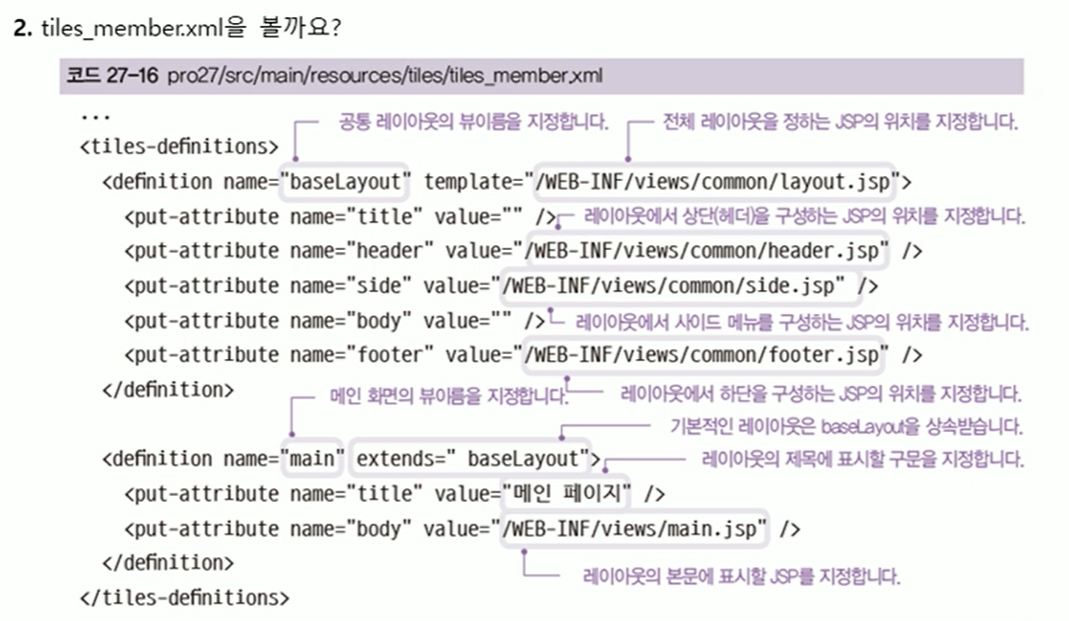 2. tiles_member.xml을 볼까요?
코드 27-16 pro27/src/main/resources/tiles/tiles_member.xml
...
공통 레이아웃의 뷰이름을 지정합니다. 전체 레이아웃을 정하는 JSP의 위치를 지정합니다.
<tiles-definitions>
<definition name="baseLayout" template="/WEB-INF/views/common/layout.jsp">
<put-attribute name="title" value="" /> 레이아웃에서 상단(헤더)을 구성하는 JSP의 위치를 지정합니다.
<put-attribute name="header" value="/WEB-INF/views/common/header.jsp" />
<put-attribute name="side" value="/WEB-INF/views/common/side.jsp" />
<put-attribute name="body" value="" /> 레이아웃에서 사이드 메뉴를 구성하는 JSP의 위치를 지정합니다.
<put-attribute name="footer" value="/WEB-INF/views/common/footer.jsp" />
</definition> 메인 화면의 뷰이름을 지정합니다. 레이아웃에서 하단을 구성하는 JSP의 위치를 지정합니다.
기본적인 레이아웃은 baseLayout을 상속받습니다.
<definition name="main" extends=" baseLayout"> 레이아웃의 제목에 표시할 구문을 지정합니다.
<put-attribute name="title" value="메인 페이지" />
<put-attribute name="body" value="/WEB-INF/views/main.jsp" />
</definition>
레이아웃의 본문에 표시할 JSP를 지정합니다.
</tiles-definitions>